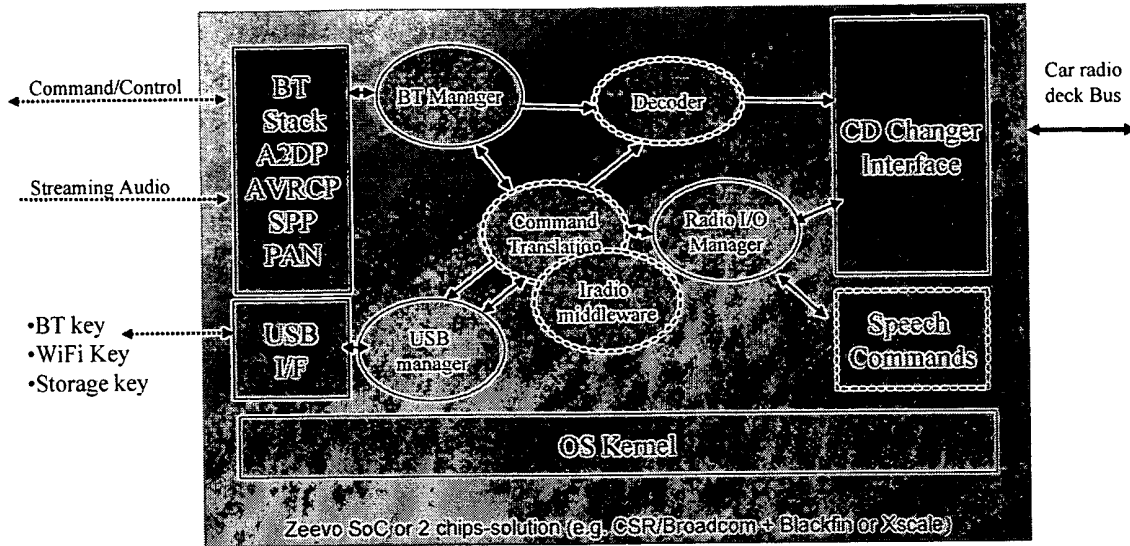 Command/Control
Streaming Audio
•BT key
•WiFi Key
•Storage key
BT
Stack
A2DP
AVRCP
SPP
PAN
USB
I/F
BT Manager
Decoder
Command
Translation
Radio I/O
Manager
Iradio
middleware
USB
manager
CD Changer
Interface
Speech
Commands
Car radio
deck Bus
OS Kernel
Zeevo SoC or 2 chips-solution (e.g. CSR/Broadcom + Blackfin or Xscale)